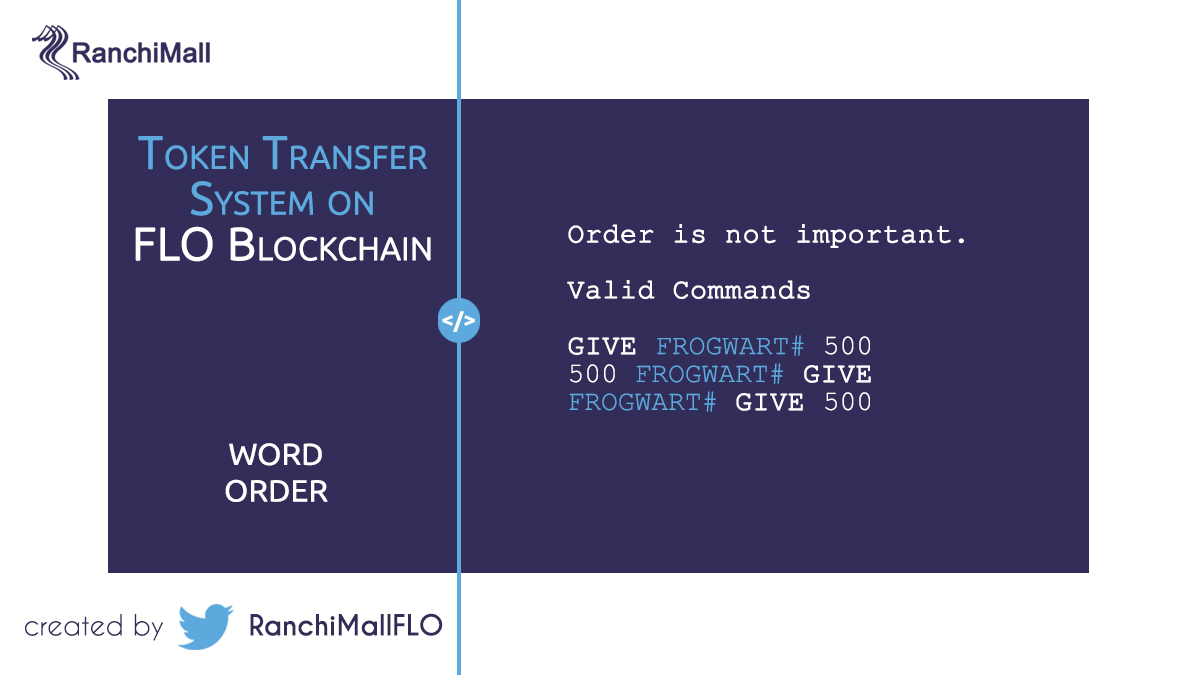 RanchiMall
Token Transfer
System on
FLO Blockchain
WORD
ORDER
</>
Order is not important.
Valid Commands
GIVE FROGWART# 500
500 FROGWART# GIVE
FROGWART# GIVE 500
created by RanchiMallFLO